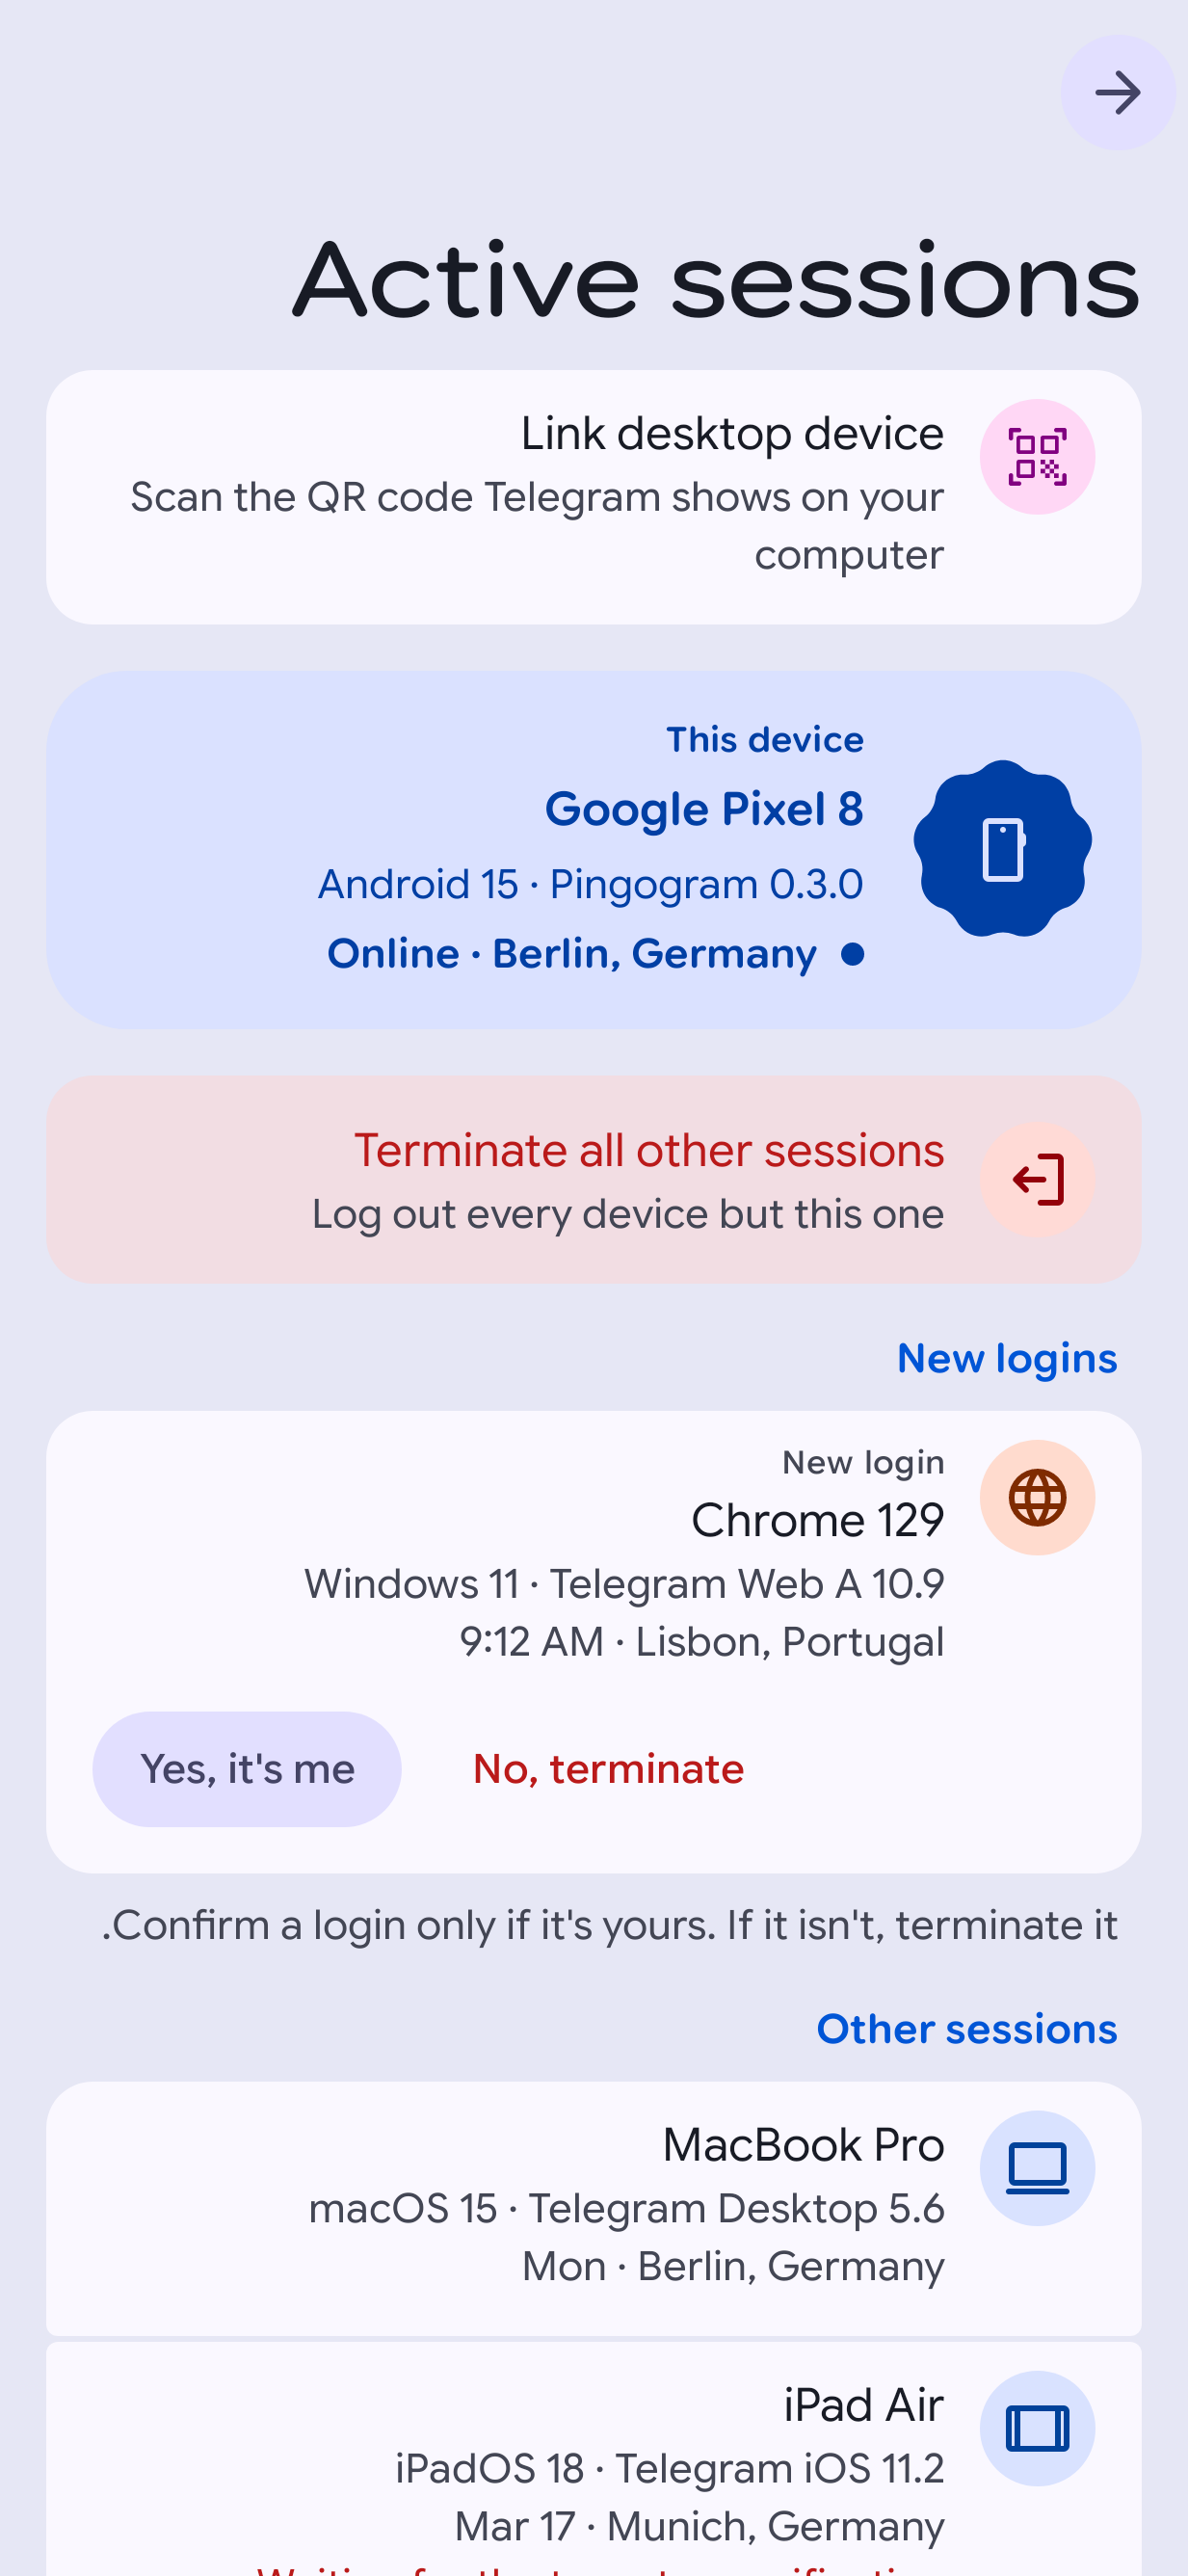 Active sessions
Link desktop device
Scan the QR code Telegram shows on your
computer
This device
Google Pixel 8
Android 15 · Pingogram 0.3.0
Online · Berlin, Germany
Terminate all other sessions
Log out every device but this one
New logins
New login
Chrome 129
Windows 11 · Telegram Web A 10.9
9:12 AM · Lisbon, Portugal
Yes, it's me
No, terminate
.Confirm a login only if it's yours. If it isn't, terminate it
Other sessions
MacBook Pro
macOS 15 · Telegram Desktop 5.6
Mon · Berlin, Germany
iPad Air
iPadOS 18 · Telegram iOS 11.2
Mar 17 · Munich, Germany